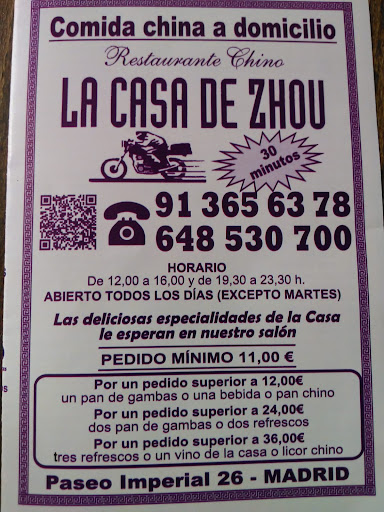 Comida china a domicilio
Restaurante Chino
LA CASA DE ZHOU
30
minutos
91 365 63 78
648 530 700
HORARIO
De 12,00 a 16,00 y de 19,30 a 23,30 h.
ABIERTO TODOS LOS DÍAS (EXCEPTO MARTES)
Las deliciosas especialidades de la Casa
le esperan en nuestro salón
PEDIDO MÍNIMO 11,00 €
Por un pedido superior a 12,00€
un pan de gambas o una bebida o pan chino
Por un pedido superior a 24,00€
dos pan de gambas o dos refrescos
Por un pedido superior a 36,00€
tres refrescos o un vino de la casa o licor chino
Paseo Imperial 26 - MADRID